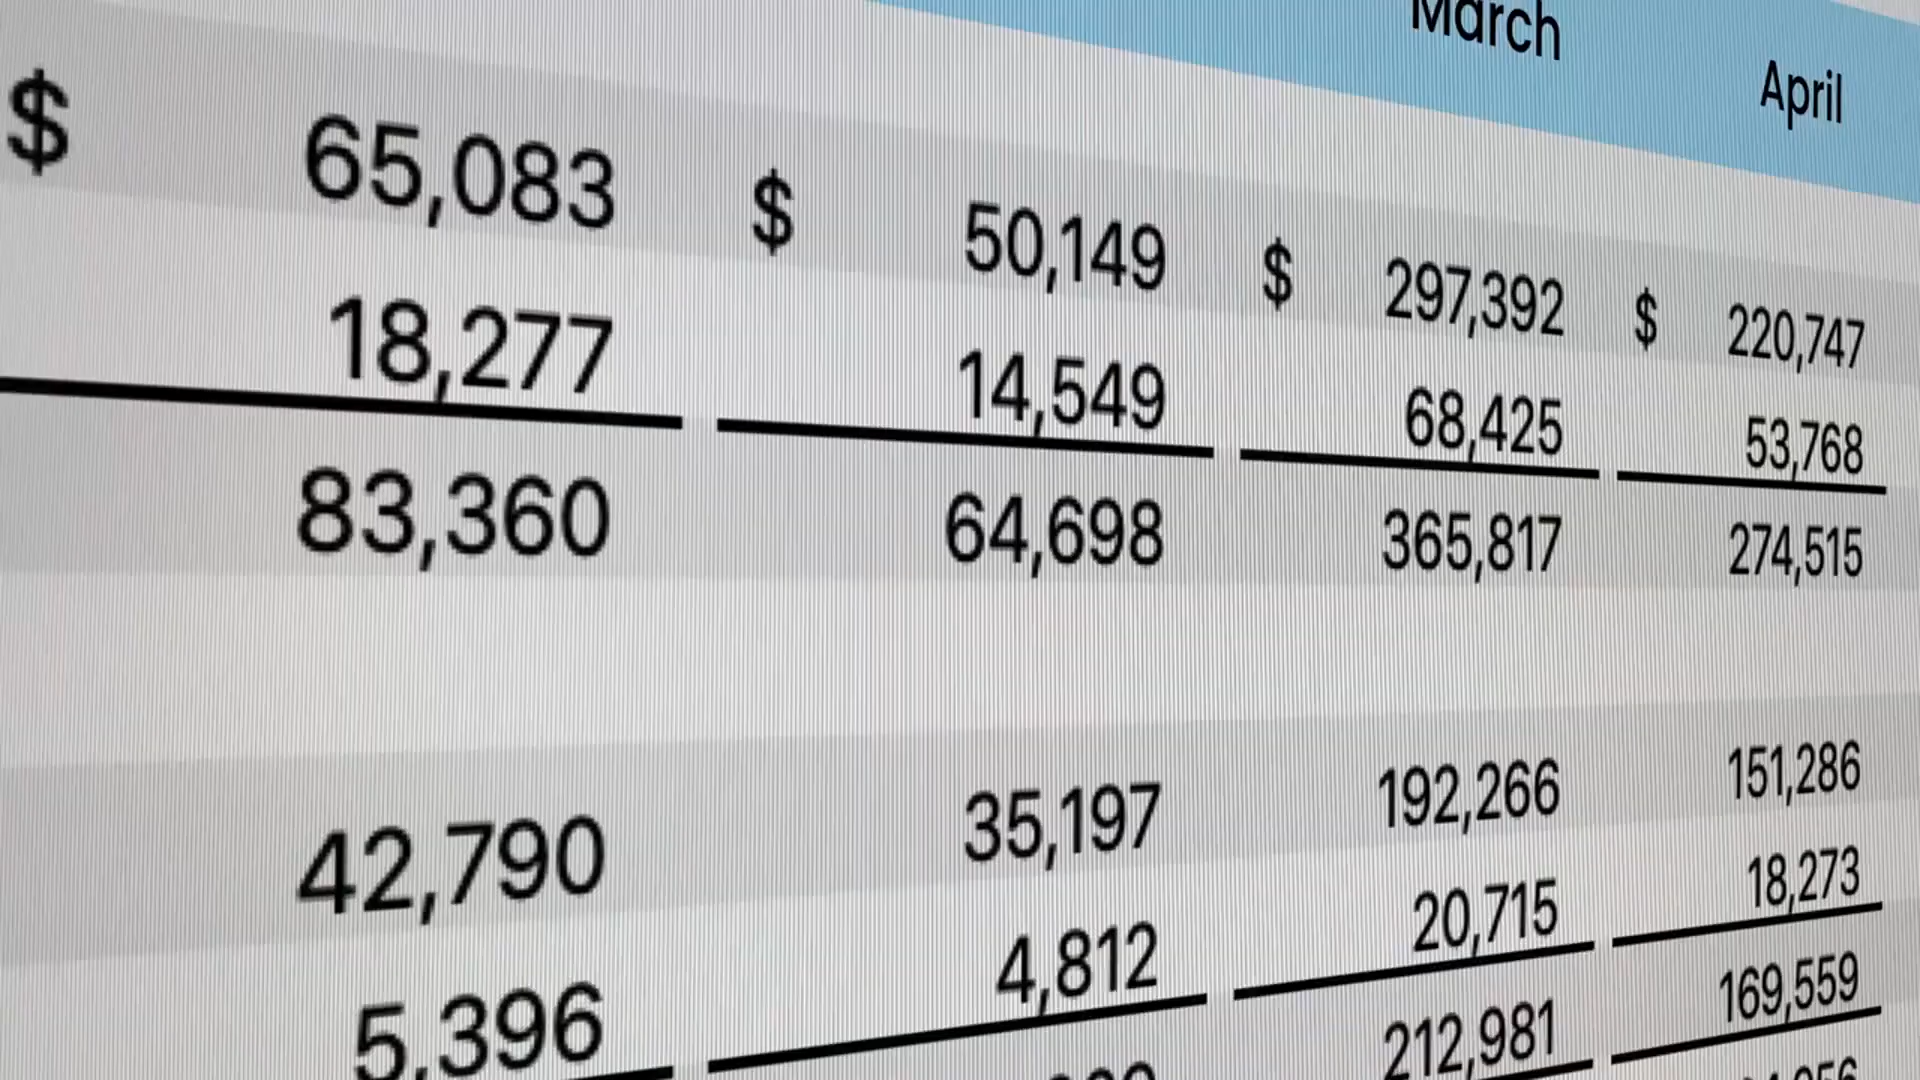 March April
$ 65,083 $ 50,149 $ 297,392 $ 220,747
18,277 14,549 68,425 53,768
83,360 64,698 365,817 274,515
42,790 35,197 192,266 151,286
5,396 4,812 20,715 18,273
212,981 169,559